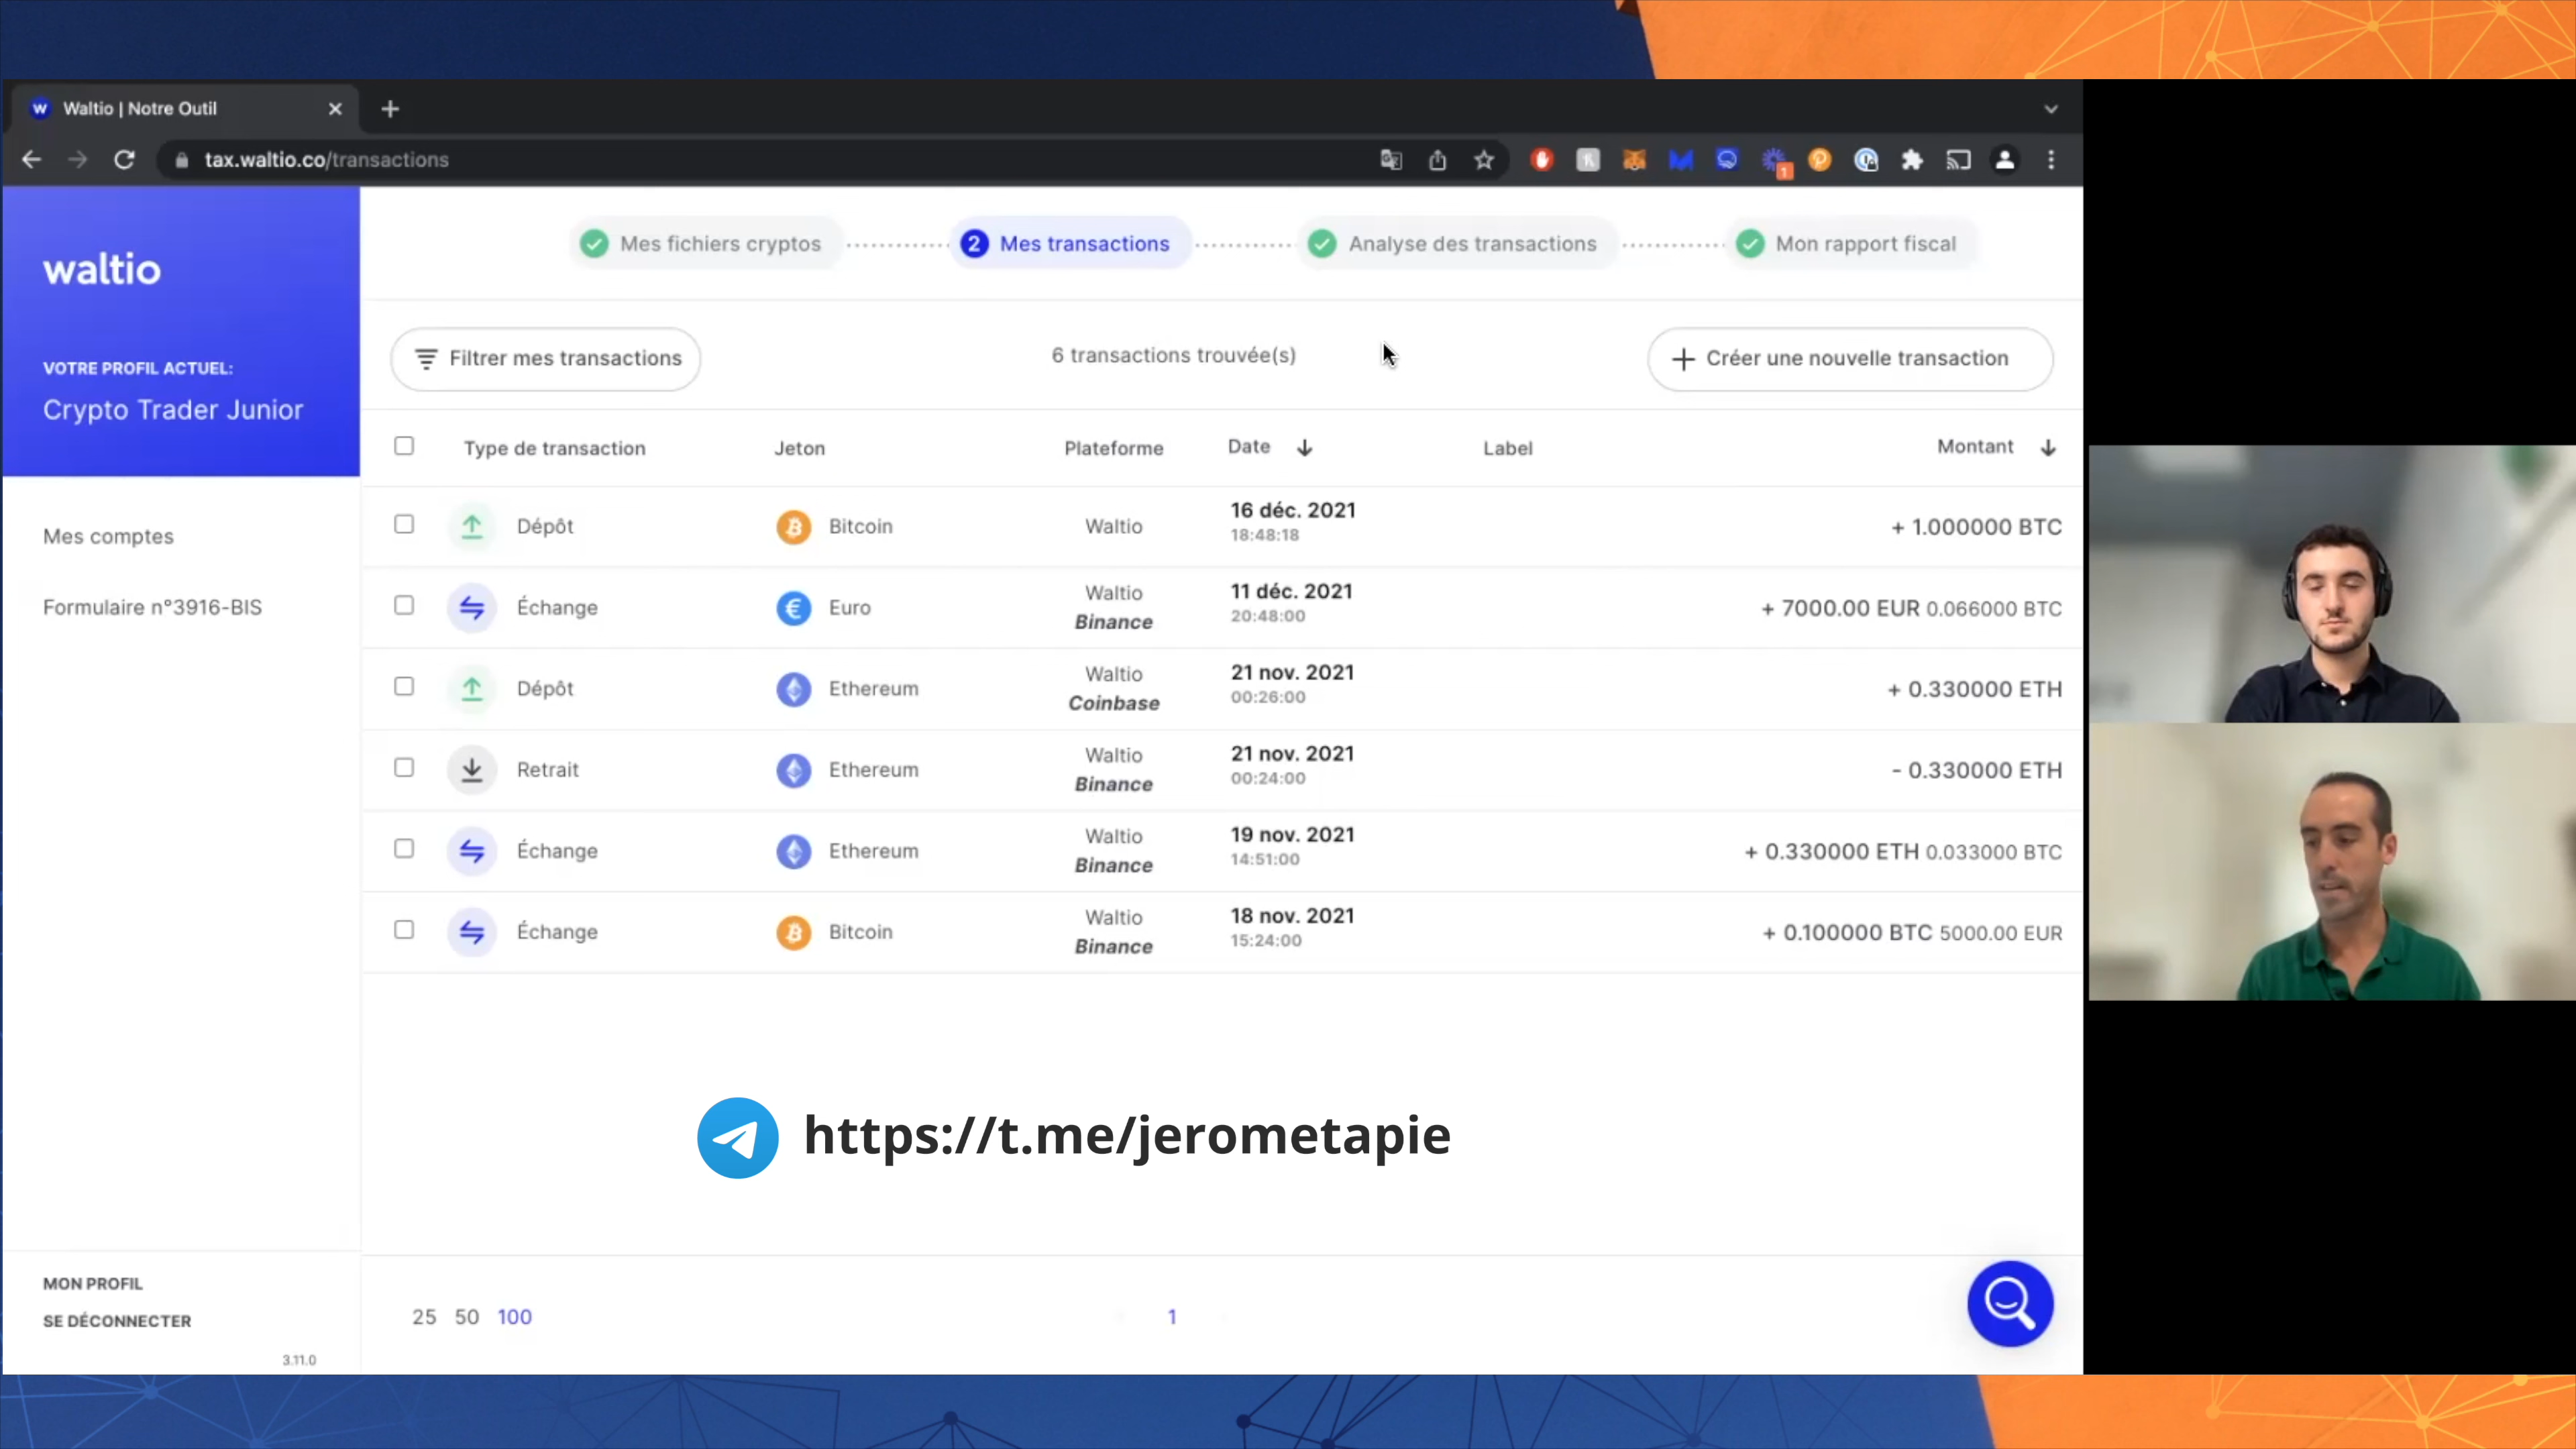 Waltio | Notre Outil
tax.waltio.co/transactions
1
waltio
VOTRE PROFIL ACTUEL:
Crypto Trader Junior
Mes comptes
Formulaire n°3916-BIS
MON PROFIL
SE DÉCONNECTER
3.11.0
Mes fichiers cryptos
2 Mes transactions
Analyse des transactions
Mon rapport fiscal
Filtrer mes transactions
6 transactions trouvée(s)
Créer une nouvelle transaction
Type de transaction Jeton Plateforme Date Label Montant
Dépôt Bitcoin Waltio 16 déc. 2021 18:48:18 + 1.000000 BTC
Échange Euro Waltio Binance 11 déc. 2021 20:48:00 + 7000.00 EUR 0.066000 BTC
Dépôt Ethereum Waltio Coinbase 21 nov. 2021 00:26:00 + 0.330000 ETH
Retrait Ethereum Waltio Binance 21 nov. 2021 00:24:00 - 0.330000 ETH
Échange Ethereum Waltio Binance 19 nov. 2021 14:51:00 + 0.330000 ETH 0.033000 BTC
Échange Bitcoin Waltio Binance 18 nov. 2021 15:24:00 + 0.100000 BTC 5000.00 EUR
https://t.me/jerometapie
25 50 100
1